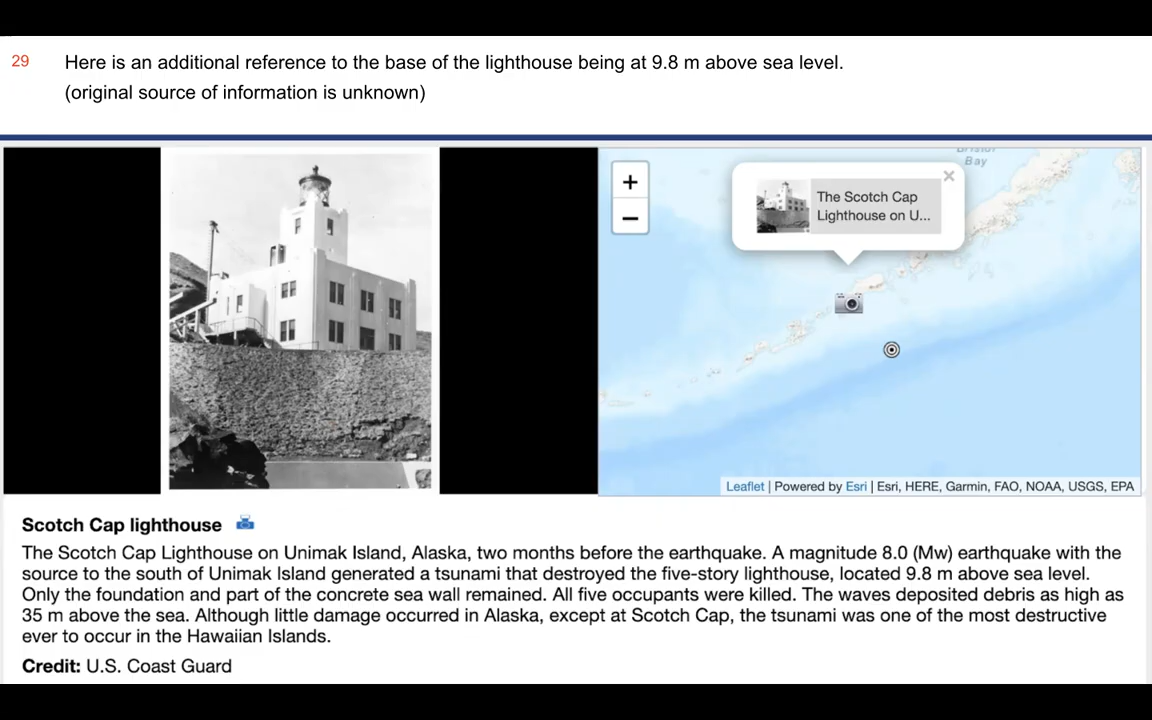 29
Here is an additional reference to the base of the lighthouse being at 9.8 m above sea level.
(original source of information is unknown)
+
−
Bristol
Bay
×
The Scotch Cap
Lighthouse on U...
Leaflet | Powered by Esri | Esri, HERE, Garmin, FAO, NOAA, USGS, EPA
Scotch Cap lighthouse
The Scotch Cap Lighthouse on Unimak Island, Alaska, two months before the earthquake. A magnitude 8.0 (Mw) earthquake with the
source to the south of Unimak Island generated a tsunami that destroyed the five-story lighthouse, located 9.8 m above sea level.
Only the foundation and part of the concrete sea wall remained. All five occupants were killed. The waves deposited debris as high as
35 m above the sea. Although little damage occurred in Alaska, except at Scotch Cap, the tsunami was one of the most destructive
ever to occur in the Hawaiian Islands.
Credit: U.S. Coast Guard